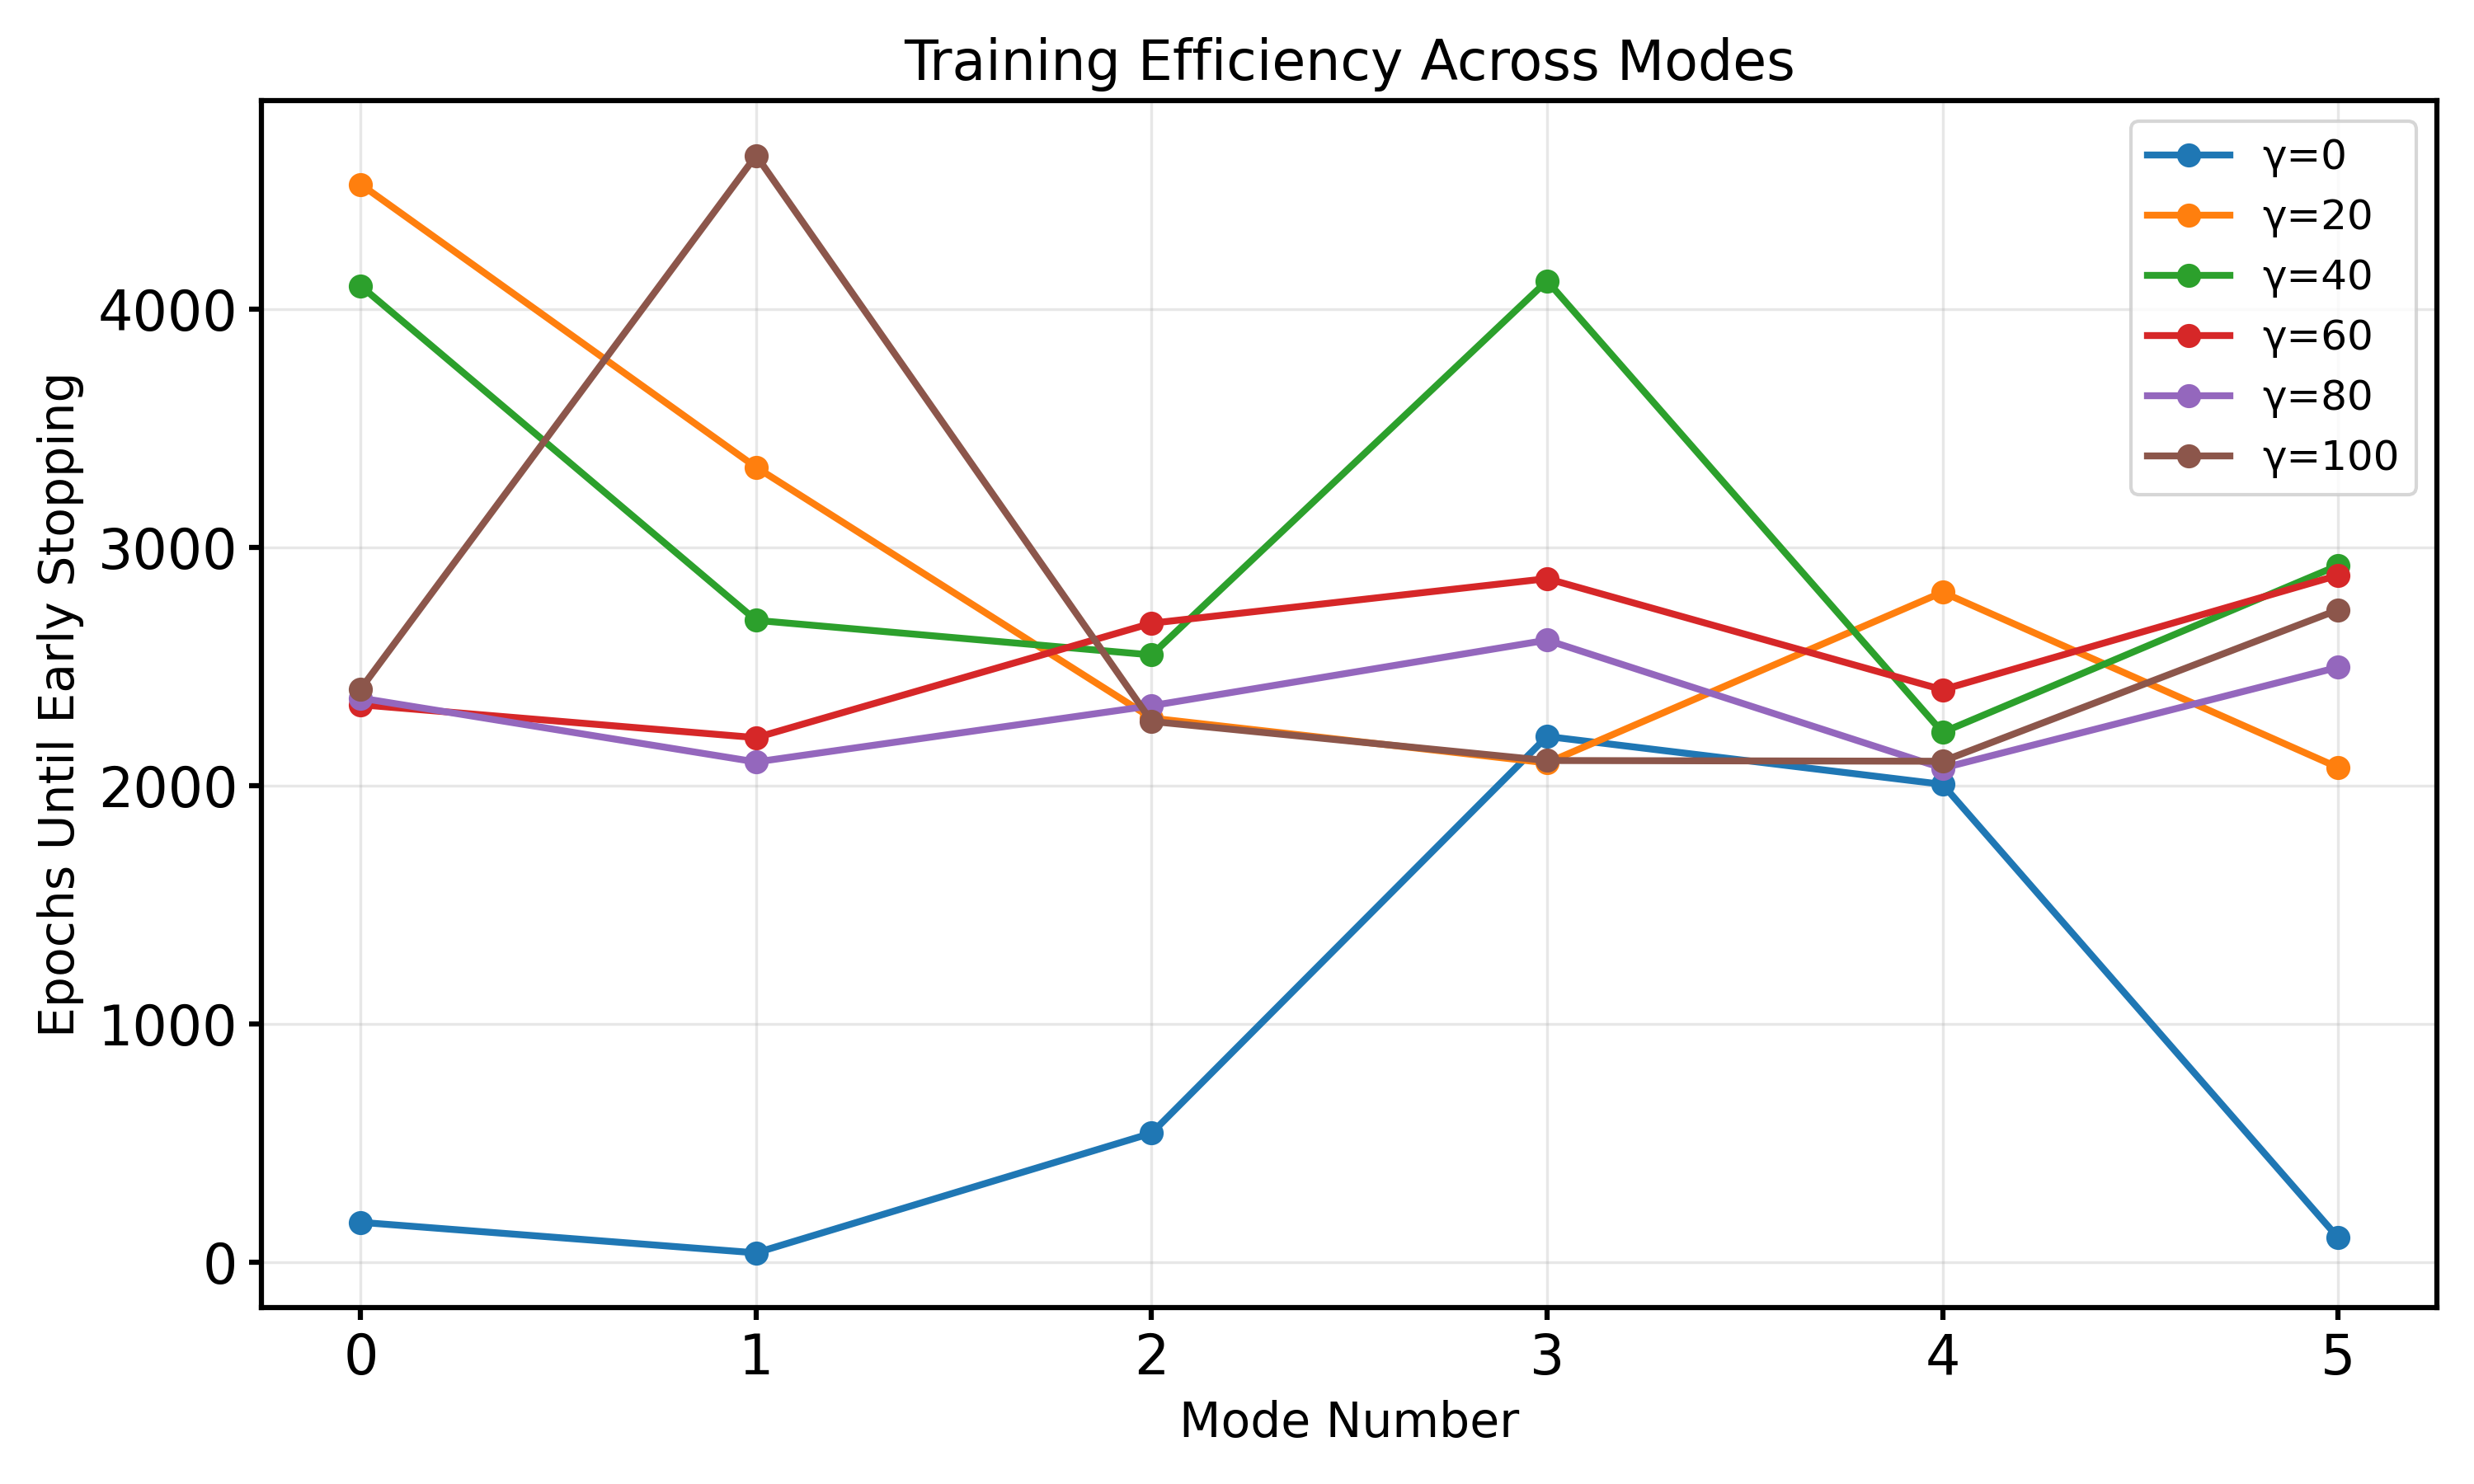 Training Efficiency Across Modes
Epochs Until Early Stopping
4000
3000
2000
1000
0
γ=0
γ=20
γ=40
γ=60
γ=80
γ=100
0 1 2 3 4 5
Mode Number